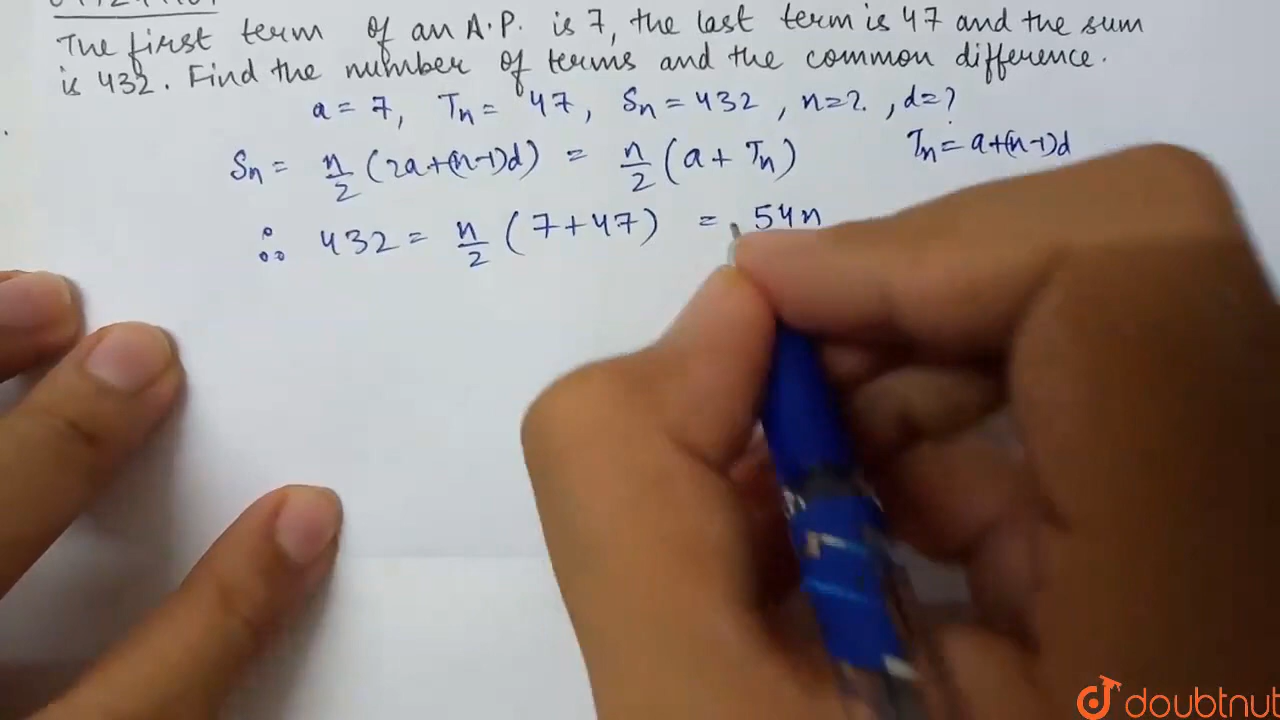 The first term of an A.P. is 7, the last term is 47 and the sum
is 432. Find the number of terms and the common difference.
a = 7, Tn = 47, Sn = 432, n=?, d=?
Sn = n/2 (2a+(n-1)d) = n/2 (a + Tn)
Tn = a+(n-1)d
∴ 432 = n/2 (7+47) = 54n
doubtnut